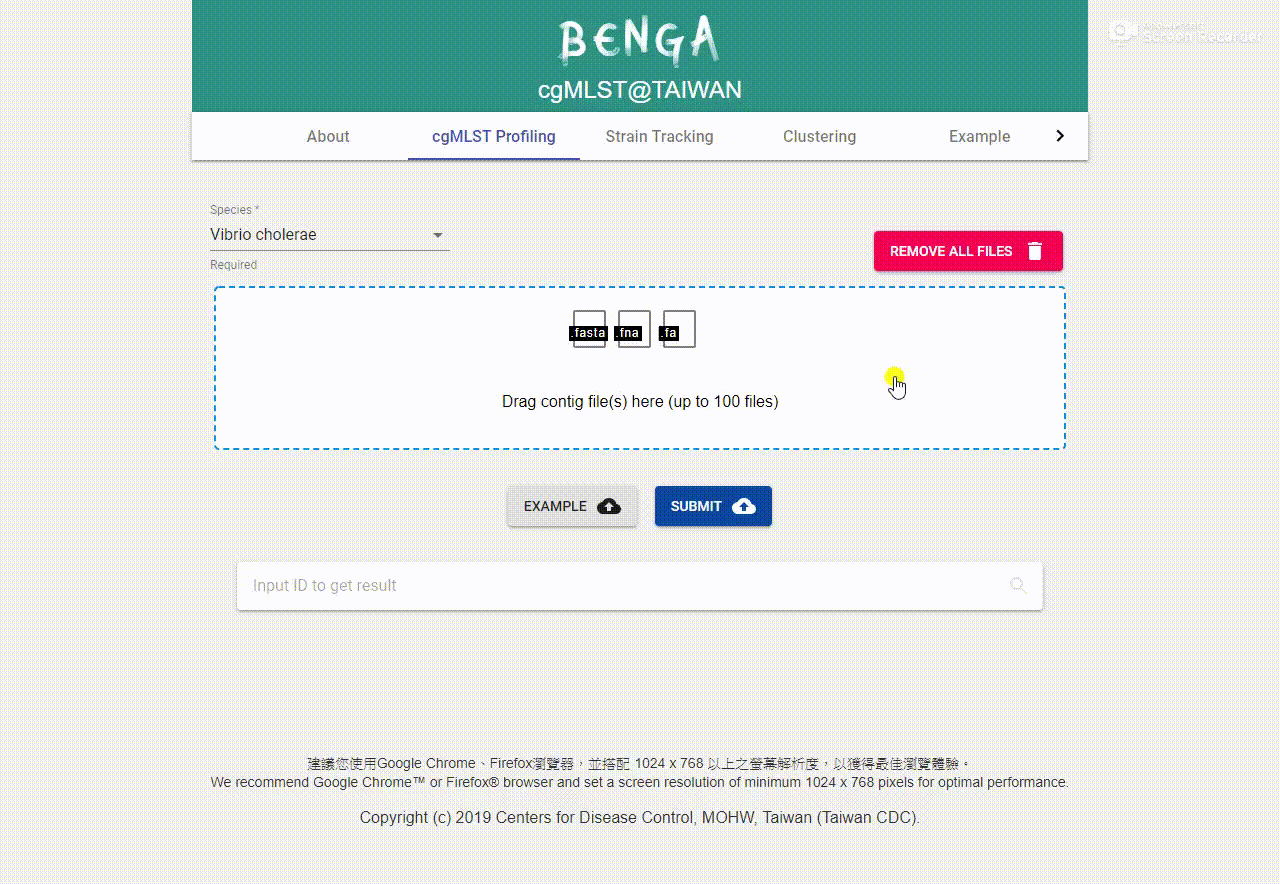 BENGA
Screen Recorder
cgMLST@TAIWAN
About
cgMLST Profiling
Strain Tracking
Clustering
Example
Species *
Vibrio cholerae
Required
REMOVE ALL FILES
.fasta
.fna
.fa
Drag contig file(s) here (up to 100 files)
EXAMPLE
SUBMIT
Input ID to get result
建議您使用Google Chrome、Firefox瀏覽器，並搭配 1024 x 768 以上之螢幕解析度，以獲得最佳瀏覽體驗。
We recommend Google Chrome™ or Firefox® browser and set a screen resolution of minimum 1024 x 768 pixels for optimal performance.
Copyright (c) 2019 Centers for Disease Control, MOHW, Taiwan (Taiwan CDC).